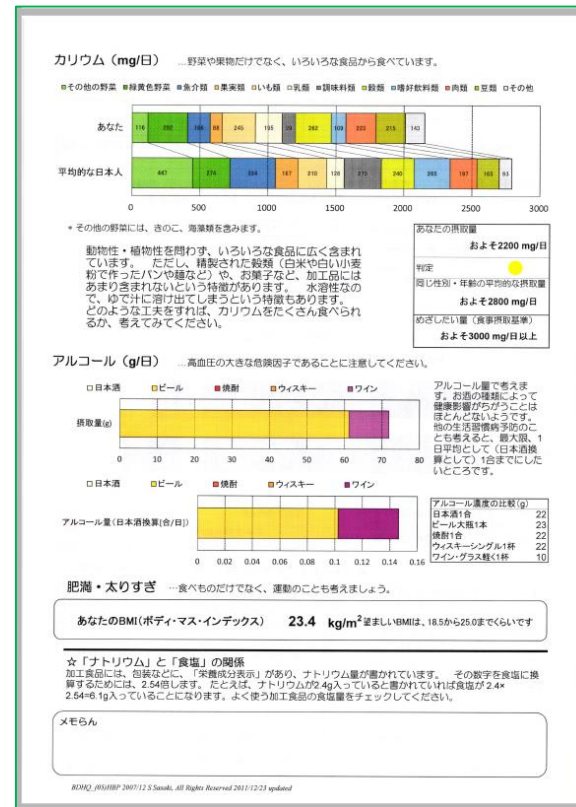 カリウム(mg/日) …野菜や果物だけでなく、いろいろな食品から食べています。
■その他の野菜 ■緑黄色野菜 ■魚介類 ■果実類 □いも類 □乳類 ■調味料類 ■穀類 ■嗜好飲料類 ■肉類 ■豆類 □その他
あなた
116 245 195 262 215 143
平均的な日本人
447 274 334 167 210 128 273 240 265 197 165 93
0 500 1000 1500 2000 2500 3000
* その他の野菜には、きのこ、海藻類を含みます。
動物性・植物性を問わず、いろいろな食品に広く含まれ
ています。 ただし、精製された穀類(白米や白い小麦
粉で作ったパンや麺など)や、お菓子など、加工品には
あまり含まれないという特徴があります。 水溶性なの
で、ゆで汁に溶け出てしまうという特徴もあります。
どのような工夫をすれば、カリウムをたくさん食べられ
るか、考えてみてください。
あなたの摂取量
およそ2200 mg/日
判定
同じ性別・年齢の平均的な摂取量
およそ2800 mg/日
めざしたい量(食事摂取基準)
およそ3000 mg/日以上
アルコール(g/日) …高血圧の大きな危険因子であることに注意してください。
□日本酒 □ビール ■焼酎 ■ウィスキー ■ワイン
摂取量(g)
0 10 20 30 40 50 60 70 80
□日本酒 □ビール ■焼酎 ■ウィスキー ■ワイン
アルコール量(日本酒換算[合/日])
0 0.02 0.04 0.06 0.08 0.1 0.12 0.14 0.16
アルコール量で考えま
す。お酒の種類によって
健康影響がちがうことは
ほとんどないようです。
他の生活習慣病予防のこ
とも考えると、最大限、1
日平均として(日本酒換
算として)1合までにした
いところです。
アルコール濃度の比較(g)
日本酒1合 22
ビール大瓶1本 23
焼酎1合 22
ウィスキーシングル1杯 22
ワイン・グラス軽く1杯 10
肥満・太りすぎ …食べものだけでなく、運動のことも考えましょう。
あなたのBMI(ボディ・マス・インデックス) 23.4 kg/m² 望ましいBMIは、18.5から25.0までくらいです
☆「ナトリウム」と「食塩」の関係
加工食品には、包装などに、「栄養成分表示」があり、ナトリウム量が書かれています。 その数字を食塩に換
算するためには、2.54倍します。 たとえば、ナトリウムが2.4g入っていると書かれていれば食塩が 2.4×
2.54=6.1g入っていることになります。よく使う加工食品の食塩量をチェックしてください。
メモらん
BDHQ_(05)HBP 2007/12 S Sasaki, All Rights Reserved 2011/12/23 updated